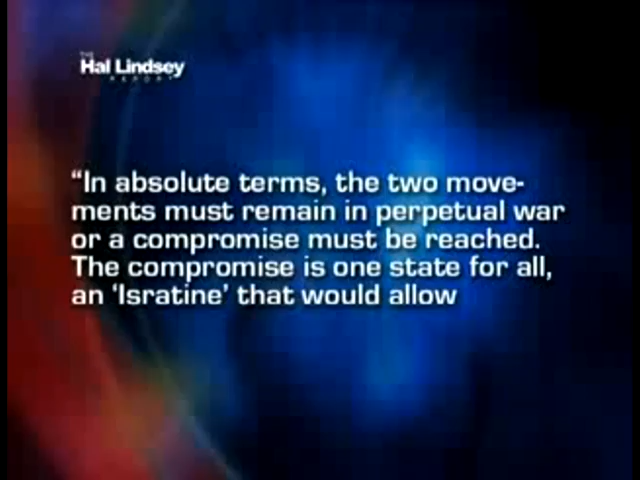 THE
Hal Lindsey
REPORT
“In absolute terms, the two move-
ments must remain in perpetual war
or a compromise must be reached.
The compromise is one state for all,
an ‘Isratine’ that would allow